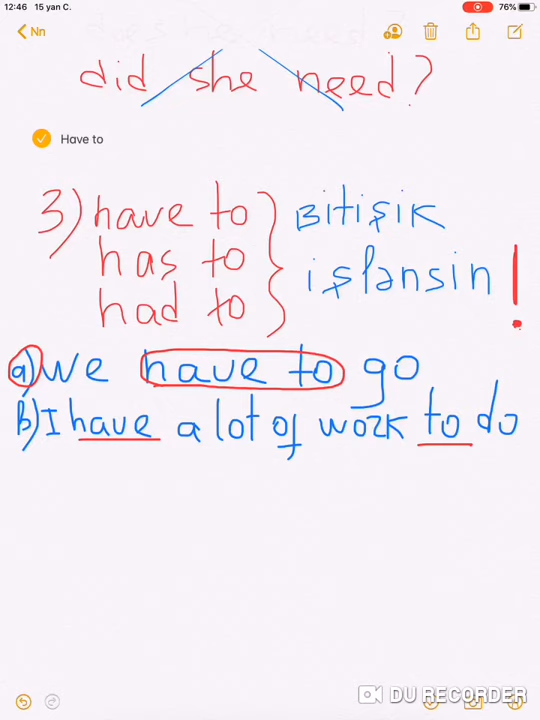 12:46 15 yan C. 76%
Nn
did she need?
Have to
3) have to
has to
had to
BiTişiK
işlənsin !
a) we have to go
b) I have a lot of work to do
DU RECORDER